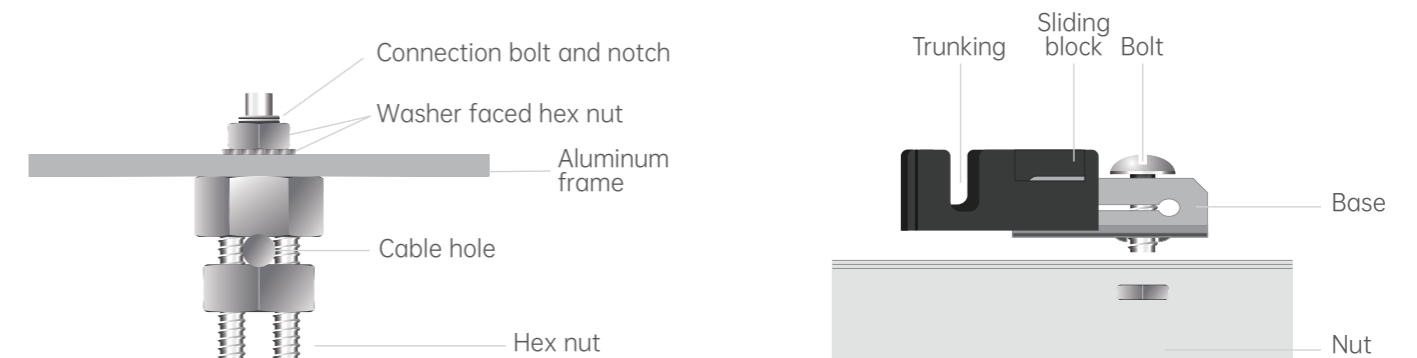 Connection bolt and notch
Washer faced hex nut
Aluminum
frame
Cable hole
Hex nut
Sliding
block
Trunking
Bolt
Base
Nut